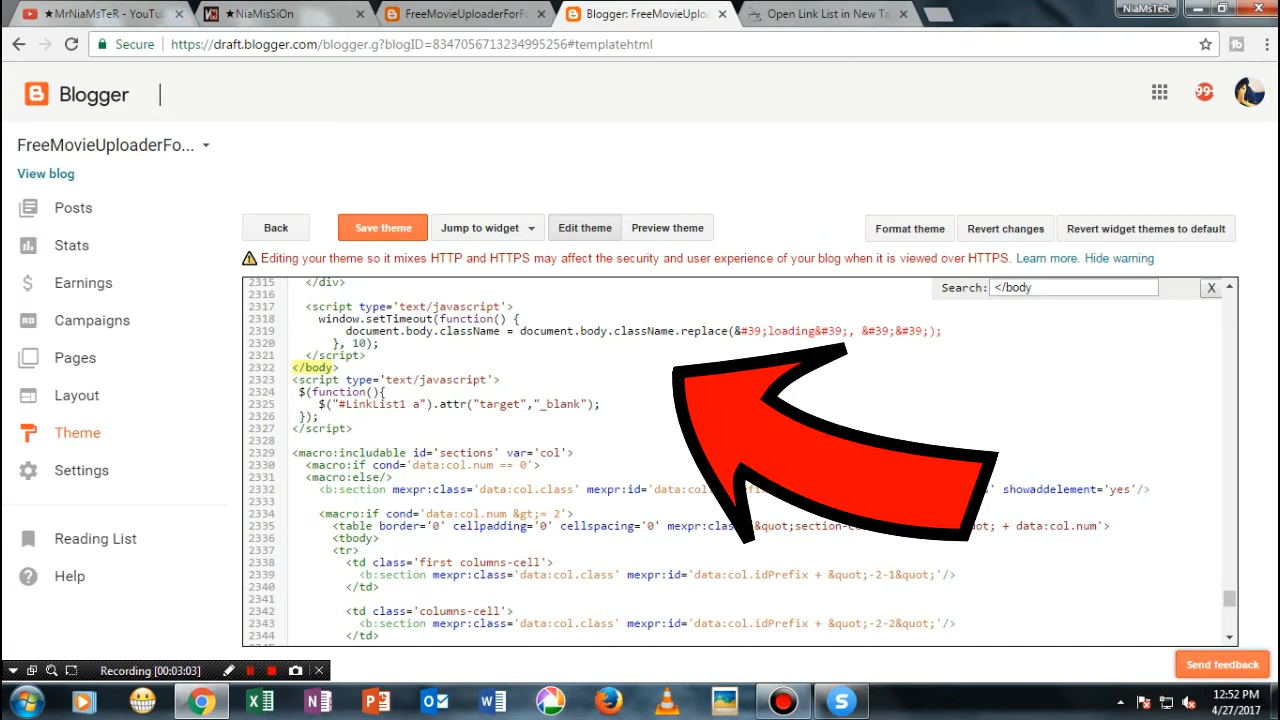 ★MrNiaMsTeR - YouTu
★NiaMisSiOn
FreeMovieUploaderForFa
Blogger: FreeMovieUplo
Open Link List in New Ta
NiAMsTeR
Secure
https://draft.blogger.com/blogger.g?blogID=8347056713234995256#templatehtml
Blogger
99+
FreeMovieUploaderFo...
View blog
Posts
Stats
Earnings
Campaigns
Pages
Layout
Theme
Settings
Reading List
Help
Back
Save theme
Jump to widget
Edit theme
Preview theme
Format theme
Revert changes
Revert widget themes to default
Editing your theme so it mixes HTTP and HTTPS may affect the security and user experience of your blog when it is viewed over HTTPS. Learn more. Hide warning
Search: </body
X
2315 </div>
2316
2317 <script type='text/javascript'>
2318 window.setTimeout(function() {
2319 document.body.className = document.body.className.replace(&#39;loading&#39;, &#39;&#39;);
2320 }, 10);
2321 </script>
2322 </body>
2323 <script type='text/javascript'>
2324 $(function(){
2325 $("#LinkList1 a").attr("target","_blank");
2326 });
2327 </script>
2328
2329 <macro:includable id='sections' var='col'>
2330 <macro:if cond='data:col.num == 0'>
2331 <macro:else/>
2332 <b:section mexpr:class='data:col.class' mexpr:id='data:col.idPrefix showaddelement='yes'/>
2333
2334 <macro:if cond='data:col.num &gt;= 2'>
2335 <table border='0' cellpadding='0' cellspacing='0' mexpr:clas &quot;section-co + data:col.num'>
2336 <tbody>
2337 <tr>
2338 <td class='first columns-cell'>
2339 <b:section mexpr:class='data:col.class' mexpr:id='data:col.idPrefix + &quot;-2-1&quot;'/>
2340 </td>
2341
2342 <td class='columns-cell'>
2343 <b:section mexpr:class='data:col.class' mexpr:id='data:col.idPrefix + &quot;-2-2&quot;'/>
2344 </td>
Send feedback
Recording [00:03:03]
12:52 PM
4/27/2017